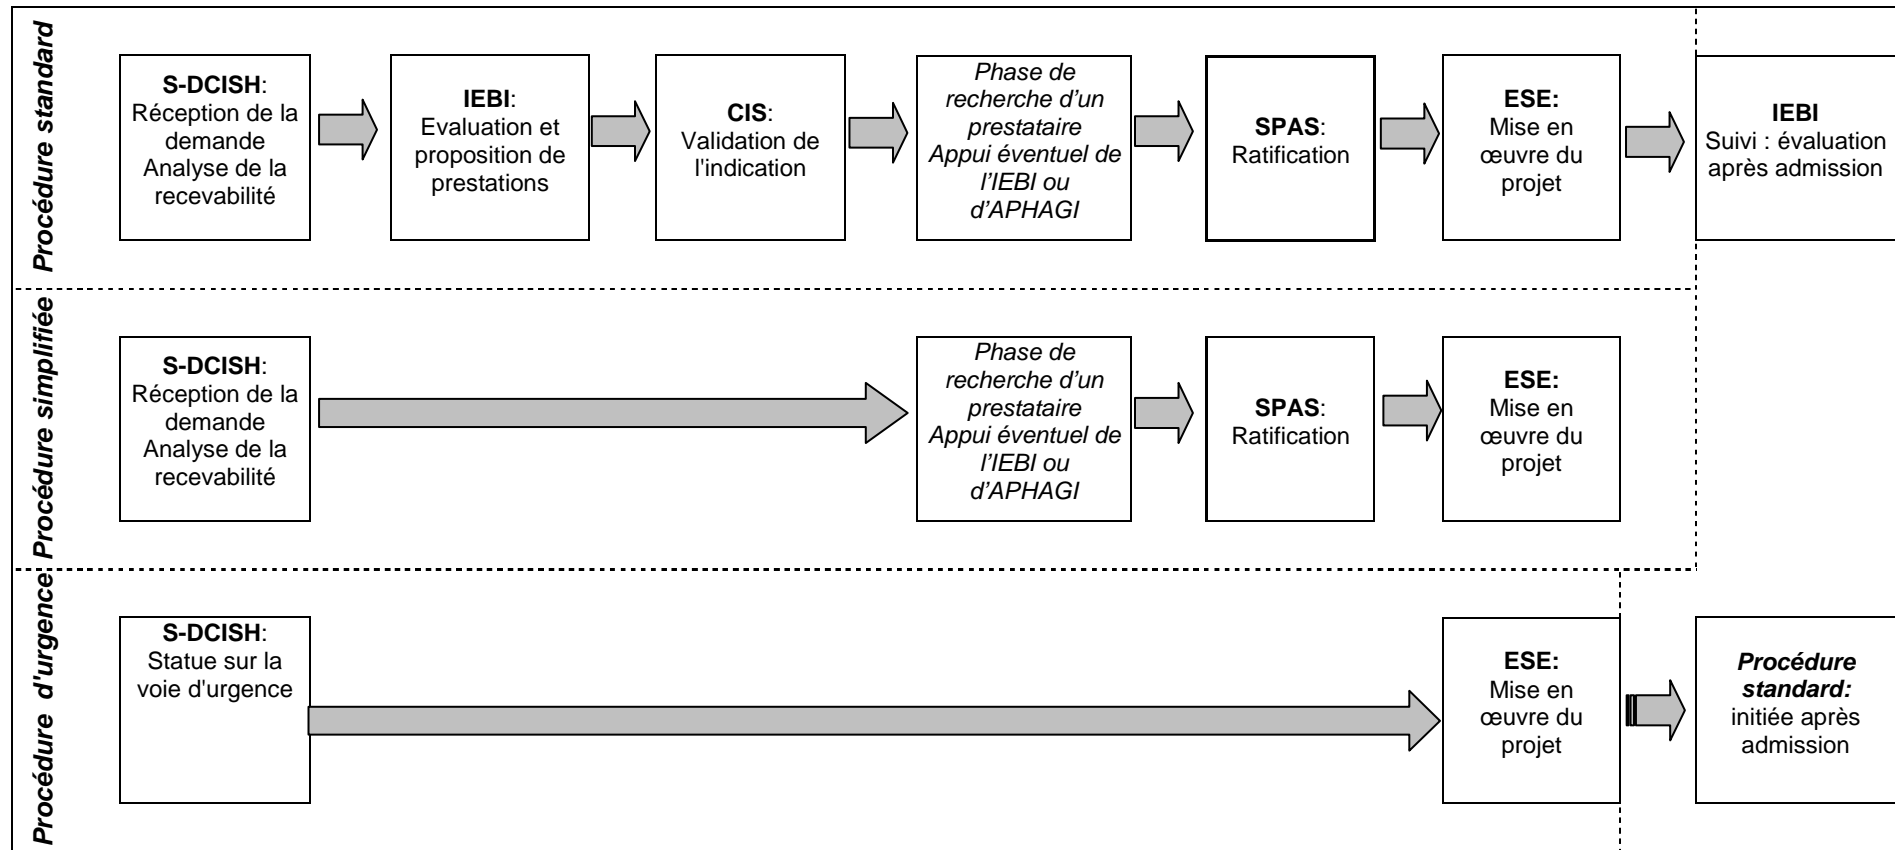 Procédure standard
S-DCISH:
Réception de la
demande
Analyse de la
recevabilité
IEBI:
Evaluation et
proposition de
prestations
CIS:
Validation de
l'indication
Phase de
recherche d’un
prestataire
Appui éventuel de
l’IEBI ou
d’APHAGI
SPAS:
Ratification
ESE:
Mise en
œuvre du
projet
IEBI
Suivi : évaluation
après admission
Procédure simplifiée
S-DCISH:
Réception de la
demande
Analyse de la
recevabilité
Phase de
recherche d’un
prestataire
Appui éventuel de
l’IEBI ou
d’APHAGI
SPAS:
Ratification
ESE:
Mise en
œuvre du
projet
Procédure d'urgence
S-DCISH:
Statue sur la
voie d'urgence
ESE:
Mise en
œuvre du
projet
Procédure
standard:
initiée après
admission